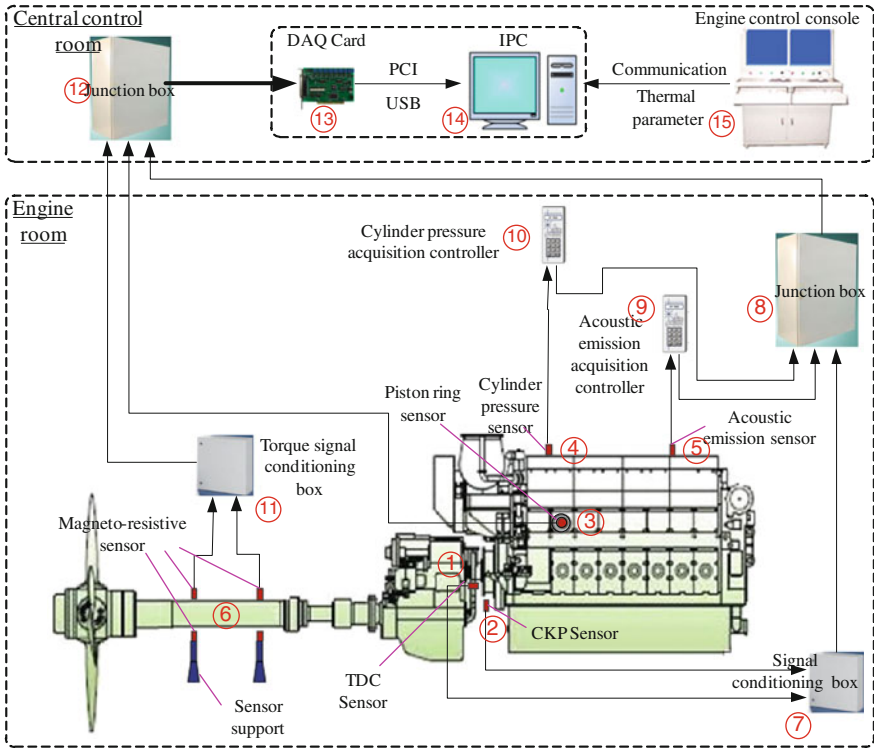 Central control
room
DAQ Card
IPC
Engine control console
12
Junction box
PCI
USB
13
14
Communication
Thermal
parameter
15
Engine
room
Cylinder pressure
acquisition controller
10
9
Acoustic
emission
acquisition
controller
8
Junction box
Piston ring
sensor
Cylinder
pressure
sensor
Acoustic
emission sensor
4
5
Torque signal
conditioning
box
11
3
Magneto-resistive
sensor
1
6
2
CKP Sensor
TDC
Sensor
Sensor
support
Signal
conditioning box
7